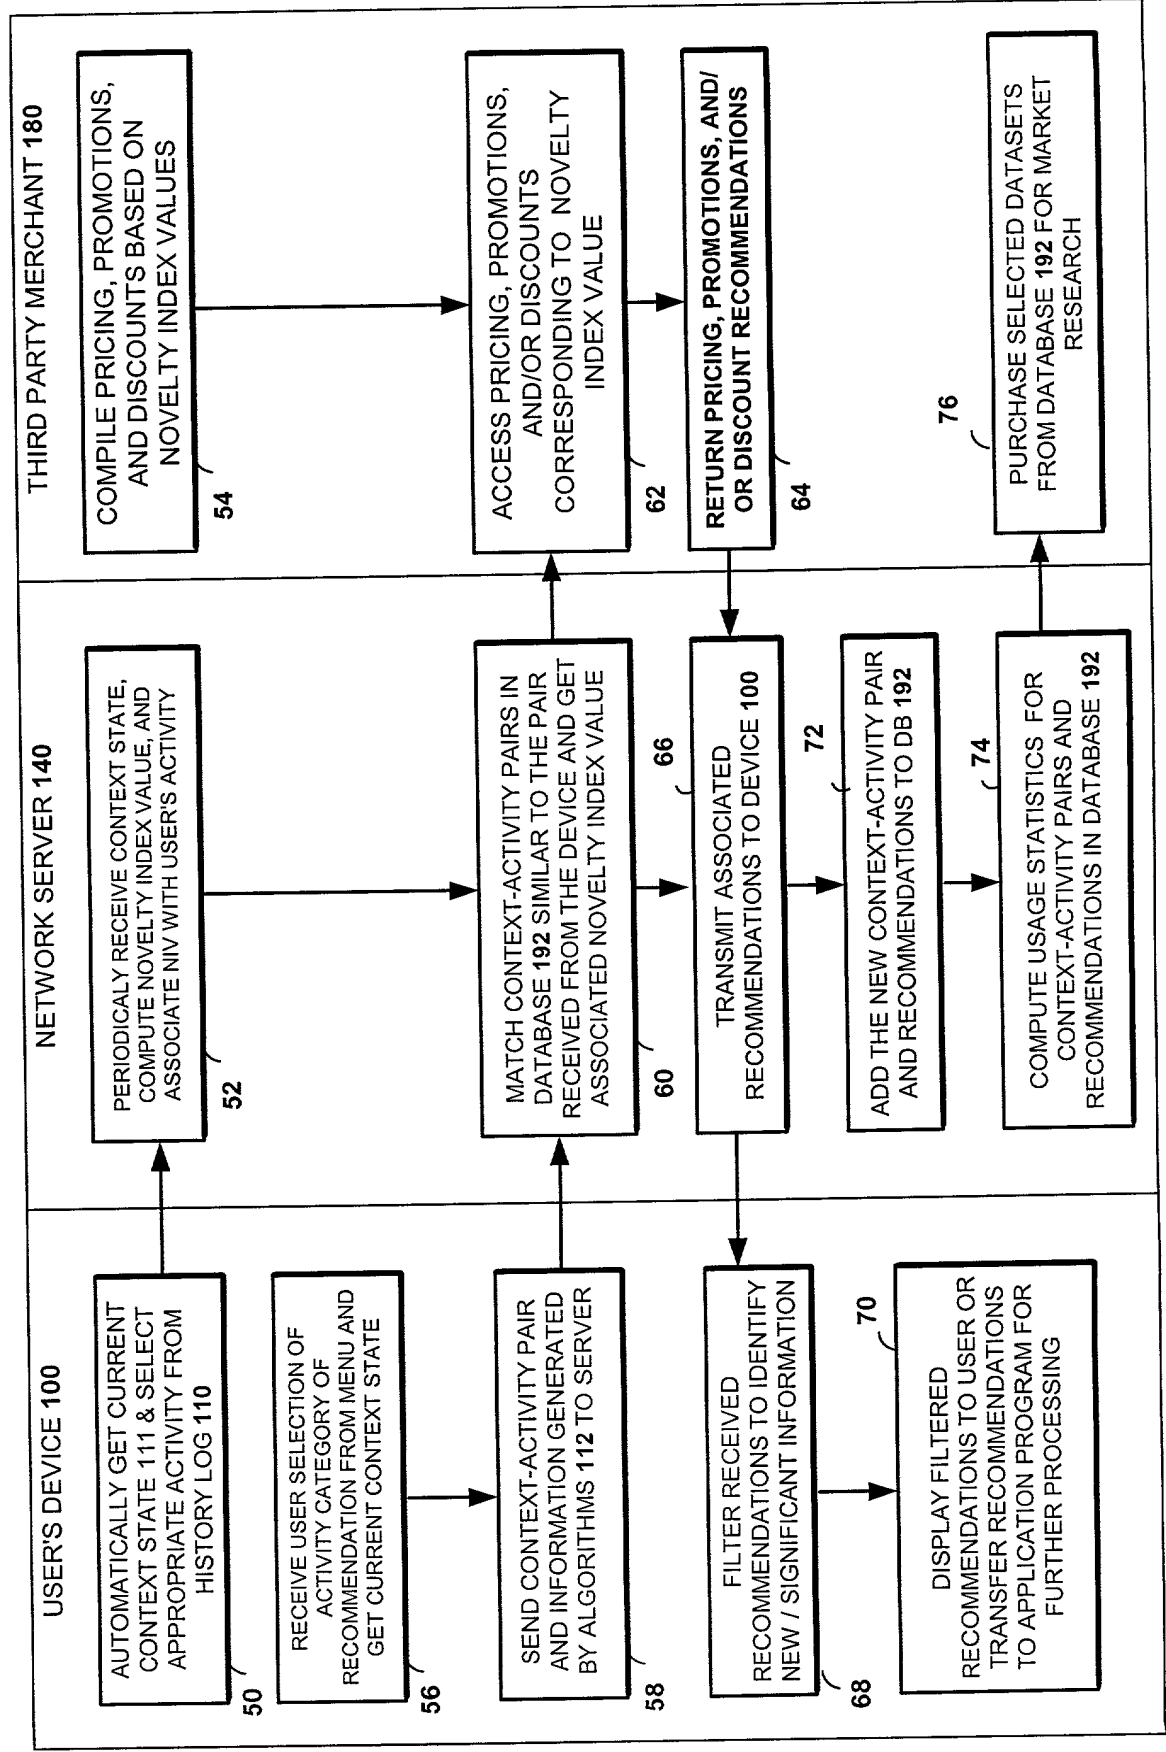 USER'S DEVICE 100
AUTOMATICALLY GET CURRENT
CONTEXT STATE 111 & SELECT
APPROPRIATE ACTIVITY FROM
HISTORY LOG 110
50
RECEIVE USER SELECTION OF
ACTIVITY CATEGORY OF
RECOMMENDATION FROM MENU AND
GET CURRENT CONTEXT STATE
56
SEND CONTEXT-ACTIVITY PAIR
AND INFORMATION GENERATED
BY ALGORITHMS 112 TO SERVER
58
FILTER RECEIVED
RECOMMENDATIONS TO IDENTIFY
NEW / SIGNIFICANT INFORMATION
68
70
DISPLAY FILTERED
RECOMMENDATIONS TO USER OR
TRANSFER RECOMMENDATIONS
TO APPLICATION PROGRAM FOR
FURTHER PROCESSING
NETWORK SERVER 140
PERIODICALY RECEIVE CONTEXT STATE,
COMPUTE NOVELTY INDEX VALUE, AND
ASSOCIATE NIV WITH USER'S ACTIVITY
52
MATCH CONTEXT-ACTIVITY PAIRS IN
DATABASE 192 SIMILAR TO THE PAIR
RECEIVED FROM THE DEVICE AND GET
ASSOCIATED NOVELTY INDEX VALUE
60
66
TRANSMIT ASSOCIATED
RECOMMENDATIONS TO DEVICE 100
72
ADD THE NEW CONTEXT-ACTIVITY PAIR
AND RECOMMENDATIONS TO DB 192
74
COMPUTE USAGE STATISTICS FOR
CONTEXT-ACTIVITY PAIRS AND
RECOMMENDATIONS IN DATABASE 192
THIRD PARTY MERCHANT 180
COMPILE PRICING, PROMOTIONS,
AND DISCOUNTS BASED ON
NOVELTY INDEX VALUES
54
ACCESS PRICING, PROMOTIONS,
AND/OR DISCOUNTS
CORRESPONDING TO NOVELTY
INDEX VALUE
62
RETURN PRICING, PROMOTIONS, AND/
OR DISCOUNT RECOMMENDATIONS
64
76
PURCHASE SELECTED DATASETS
FROM DATABASE 192 FOR MARKET
RESEARCH